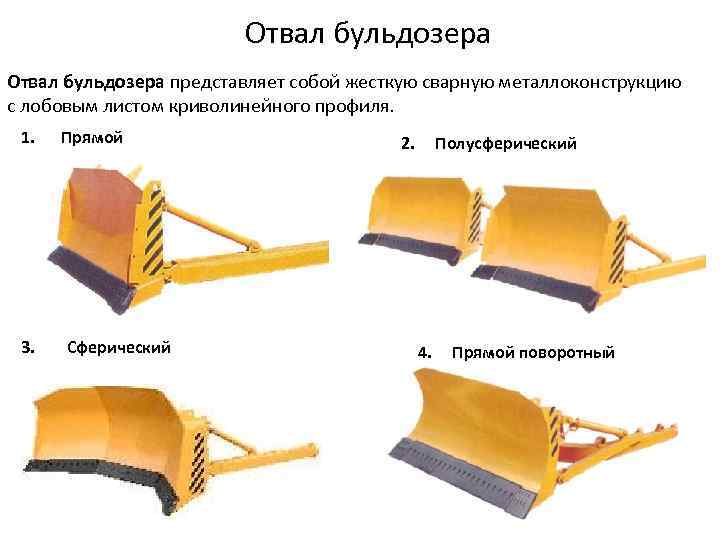 Отвал бульдозера
Отвал бульдозера представляет собой жесткую сварную металлоконструкцию
с лобовым листом криволинейного профиля.
1. Прямой
2. Полусферический
3. Сферический
4. Прямой поворотный